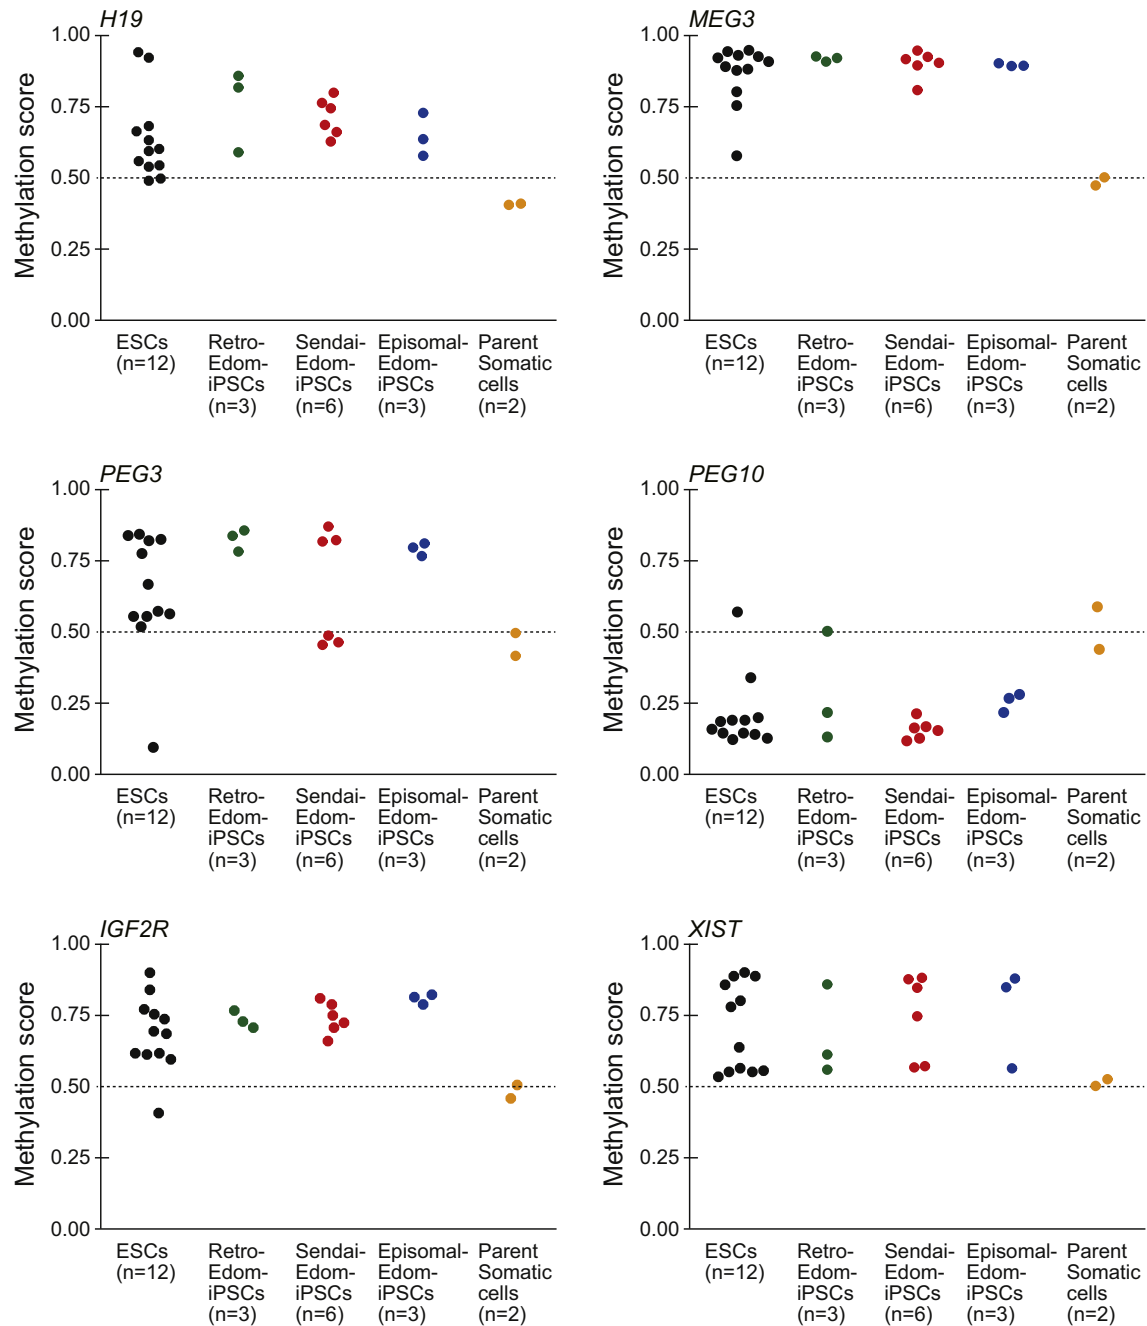 H19
Methylation score
1.00
0.75
0.50
0.25
0.00
ESCs
(n=12)
Retro-
Edom-
iPSCs
(n=3)
Sendai-
Edom-
iPSCs
(n=6)
Episomal-
Edom-
iPSCs
(n=3)
Parent
Somatic
cells
(n=2)
MEG3
Methylation score
1.00
0.75
0.50
0.25
0.00
ESCs
(n=12)
Retro-
Edom-
iPSCs
(n=3)
Sendai-
Edom-
iPSCs
(n=6)
Episomal-
Edom-
iPSCs
(n=3)
Parent
Somatic
cells
(n=2)
PEG3
Methylation score
1.00
0.75
0.50
0.25
0.00
ESCs
(n=12)
Retro-
Edom-
iPSCs
(n=3)
Sendai-
Edom-
iPSCs
(n=6)
Episomal-
Edom-
iPSCs
(n=3)
Parent
Somatic
cells
(n=2)
PEG10
Methylation score
1.00
0.75
0.50
0.25
0.00
ESCs
(n=12)
Retro-
Edom-
iPSCs
(n=3)
Sendai-
Edom-
iPSCs
(n=6)
Episomal-
Edom-
iPSCs
(n=3)
Parent
Somatic
cells
(n=2)
IGF2R
Methylation score
1.00
0.75
0.50
0.25
0.00
ESCs
(n=12)
Retro-
Edom-
iPSCs
(n=3)
Sendai-
Edom-
iPSCs
(n=6)
Episomal-
Edom-
iPSCs
(n=3)
Parent
Somatic
cells
(n=2)
XIST
Methylation score
1.00
0.75
0.50
0.25
0.00
ESCs
(n=12)
Retro-
Edom-
iPSCs
(n=3)
Sendai-
Edom-
iPSCs
(n=6)
Episomal-
Edom-
iPSCs
(n=3)
Parent
Somatic
cells
(n=2)